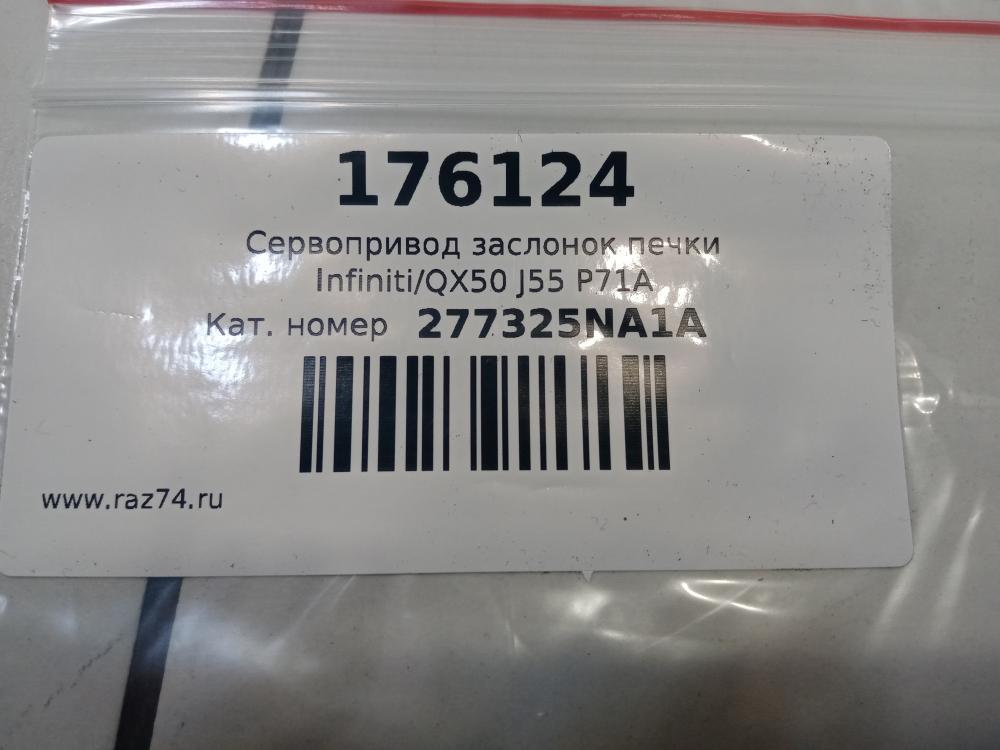 176124
Сервопривод заслонок печки
Infiniti/QX50 J55 P71A
Кат. номер 277325NA1A
www.raz74.ru